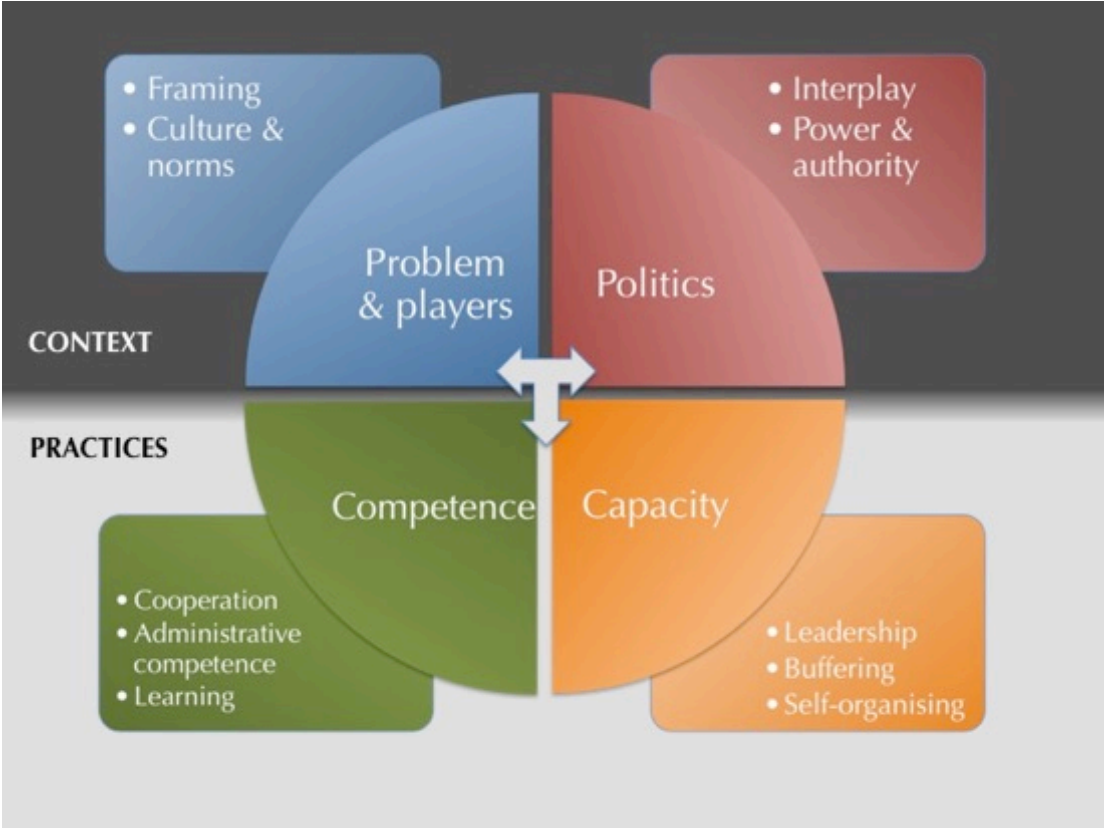 • Framing
• Culture &
norms
• Interplay
• Power &
authority
Problem
& players
Politics
CONTEXT
PRACTICES
Competence
Capacity
• Cooperation
• Administrative
competence
• Learning
• Leadership
• Buffering
• Self-organising